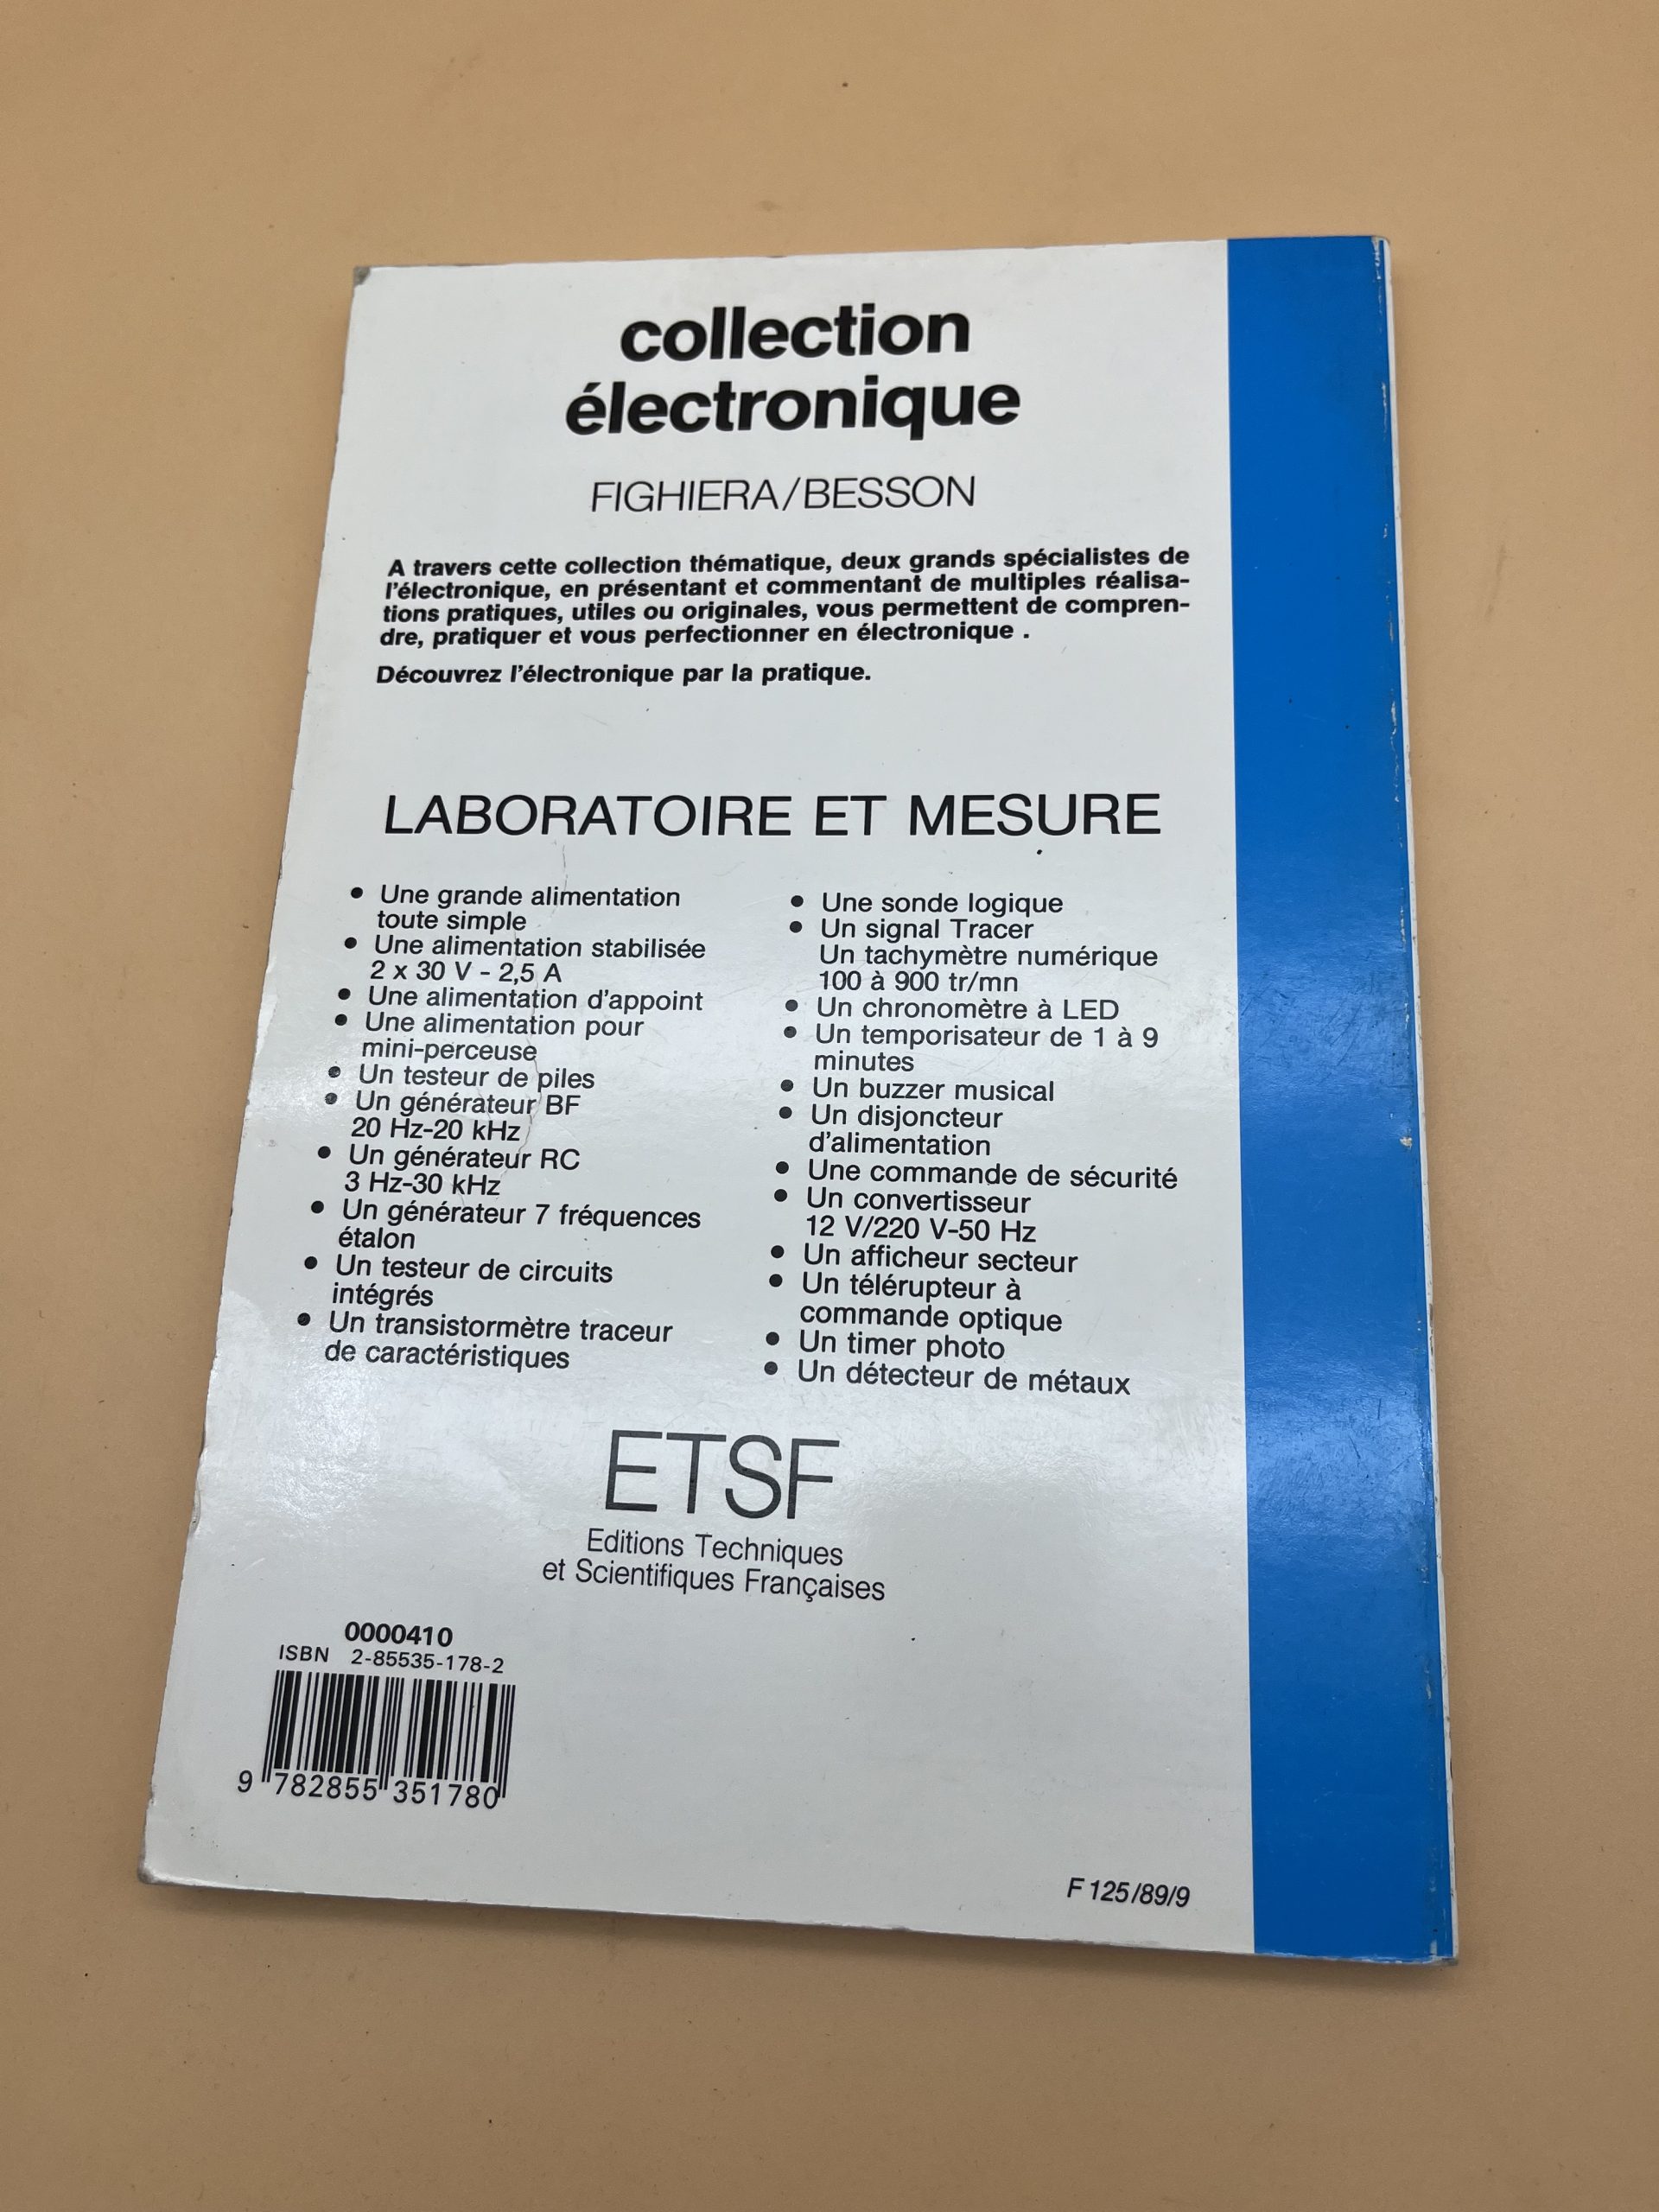 collection
électronique
FIGHIERA/BESSON
A travers cette collection thématique, deux grands spécialistes de
l'électronique, en présentant et commentant de multiples réalisa-
tions pratiques, utiles ou originales, vous permettent de compren-
dre, pratiquer et vous perfectionner en électronique .
Découvrez l'électronique par la pratique.
LABORATOIRE ET MESURE
• Une grande alimentation
toute simple
• Une alimentation stabilisée
2 x 30 V - 2,5 A
• Une alimentation d'appoint
• Une alimentation pour
mini-perceuse
• Un testeur de piles
• Un générateur BF
20 Hz-20 kHz
• Un générateur RC
3 Hz-30 kHz
• Un générateur 7 fréquences
étalon
• Un testeur de circuits
intégrés
• Un transistormètre traceur
de caractéristiques
• Une sonde logique
• Un signal Tracer
Un tachymètre numérique
100 à 900 tr/mn
• Un chronomètre à LED
• Un temporisateur de 1 à 9
minutes
• Un buzzer musical
• Un disjoncteur
d'alimentation
• Une commande de sécurité
• Un convertisseur
12 V/220 V-50 Hz
• Un afficheur secteur
• Un télérupteur à
commande optique
• Un timer photo
• Un détecteur de métaux
ETSF
Editions Techniques
et Scientifiques Françaises
0000410
ISBN 2-85535-178-2
9 782855 351780
F 125/89/9